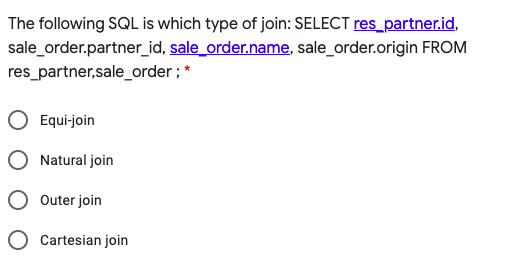 The following SQL is which type of join: SELECT res_partner.id,
sale_order.partner_id, sale_order.name, sale_order.origin FROM
res_partner,sale_order ; *
Equi-join
Natural join
Outer join
Cartesian join